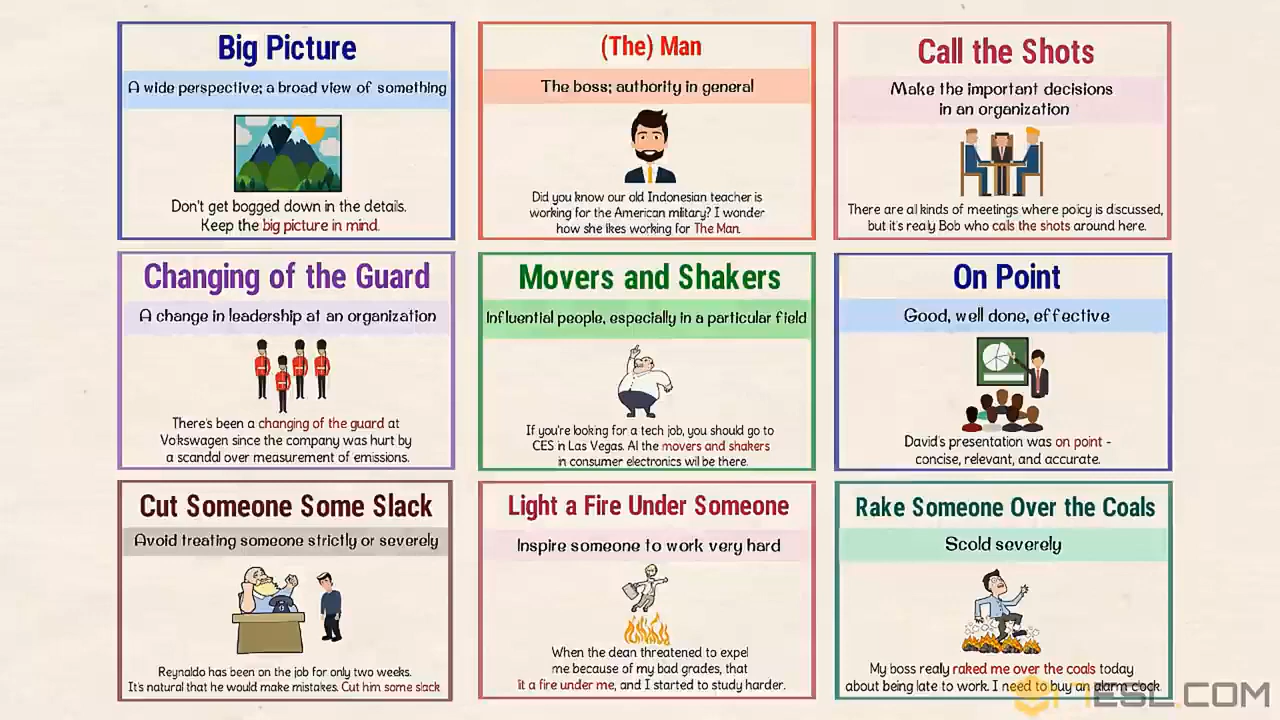 Big Picture
A wide perspective; a broad view of something
Don't get bogged down in the details.
Keep the big picture in mind.
(The) Man
The boss; authority in general
Did you know our old Indonesian teacher is
working for the American miitary? I wonder
how she ikes working for The Man.
Call the Shots
Make the important decisions
in an organization
There are al kinds of meetings where poicy is discussed,
but it's realy Bob who cals the shots around here.
Changing of the Guard
A change in leadership at an organization
There's been a changing of the guard at
Vokswagen since the company was hurt by
a scandal over measurement of emissions.
Movers and Shakers
Influential people, especially in a particular field
If you're looking for a tech job, you should go to
CES in Las Vegas. Al the movers and shakers
in consumer electronics wil be there.
On Point
Good, well done, effective
David's presentation was on point -
concise, relevant, and accurate.
Cut Someone Some Slack
Avoid treating someone strictly or severely
Reynaldo has been on the job for only two weeks.
It's natural that he would make mistakes. Cut him some slack
Light a Fire Under Someone
Inspire someone to work very hard
When the dean threatened to expel
me because of my bad grades, that
lit a fire under me, and I started to study harder.
Rake Someone Over the Coals
Scold severely
My boss realy raked me over the coals today
about being late to work. I need to buy an alarm clock.
7ESL.COM